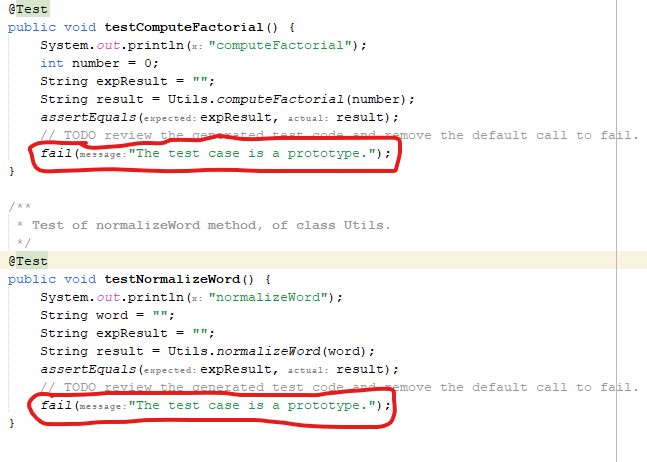 @Test
public void testComputeFactorial() {
System.out.println(x: "computeFactorial");
int number = 0;
String expResult = "";
String result = Utils.computeFactorial(number);
assertEquals(expected: expResult, actual: result);
// TODO review the generated test code and remove the default call to fail.
fail(message: "The test case is a prototype.");
}
/**
* Test of normalizeWord method, of class Utils.
*/
@Test
public void testNormalizeWord() {
System.out.println(x: "normalizeWord");
String word = "";
String expResult = "";
String result = Utils.normalizeWord(word);
assertEquals(expected: expResult, actual: result);
// TODO review the generated test code and remove the default call to fail.
fail(message: "The test case is a prototype.");
}